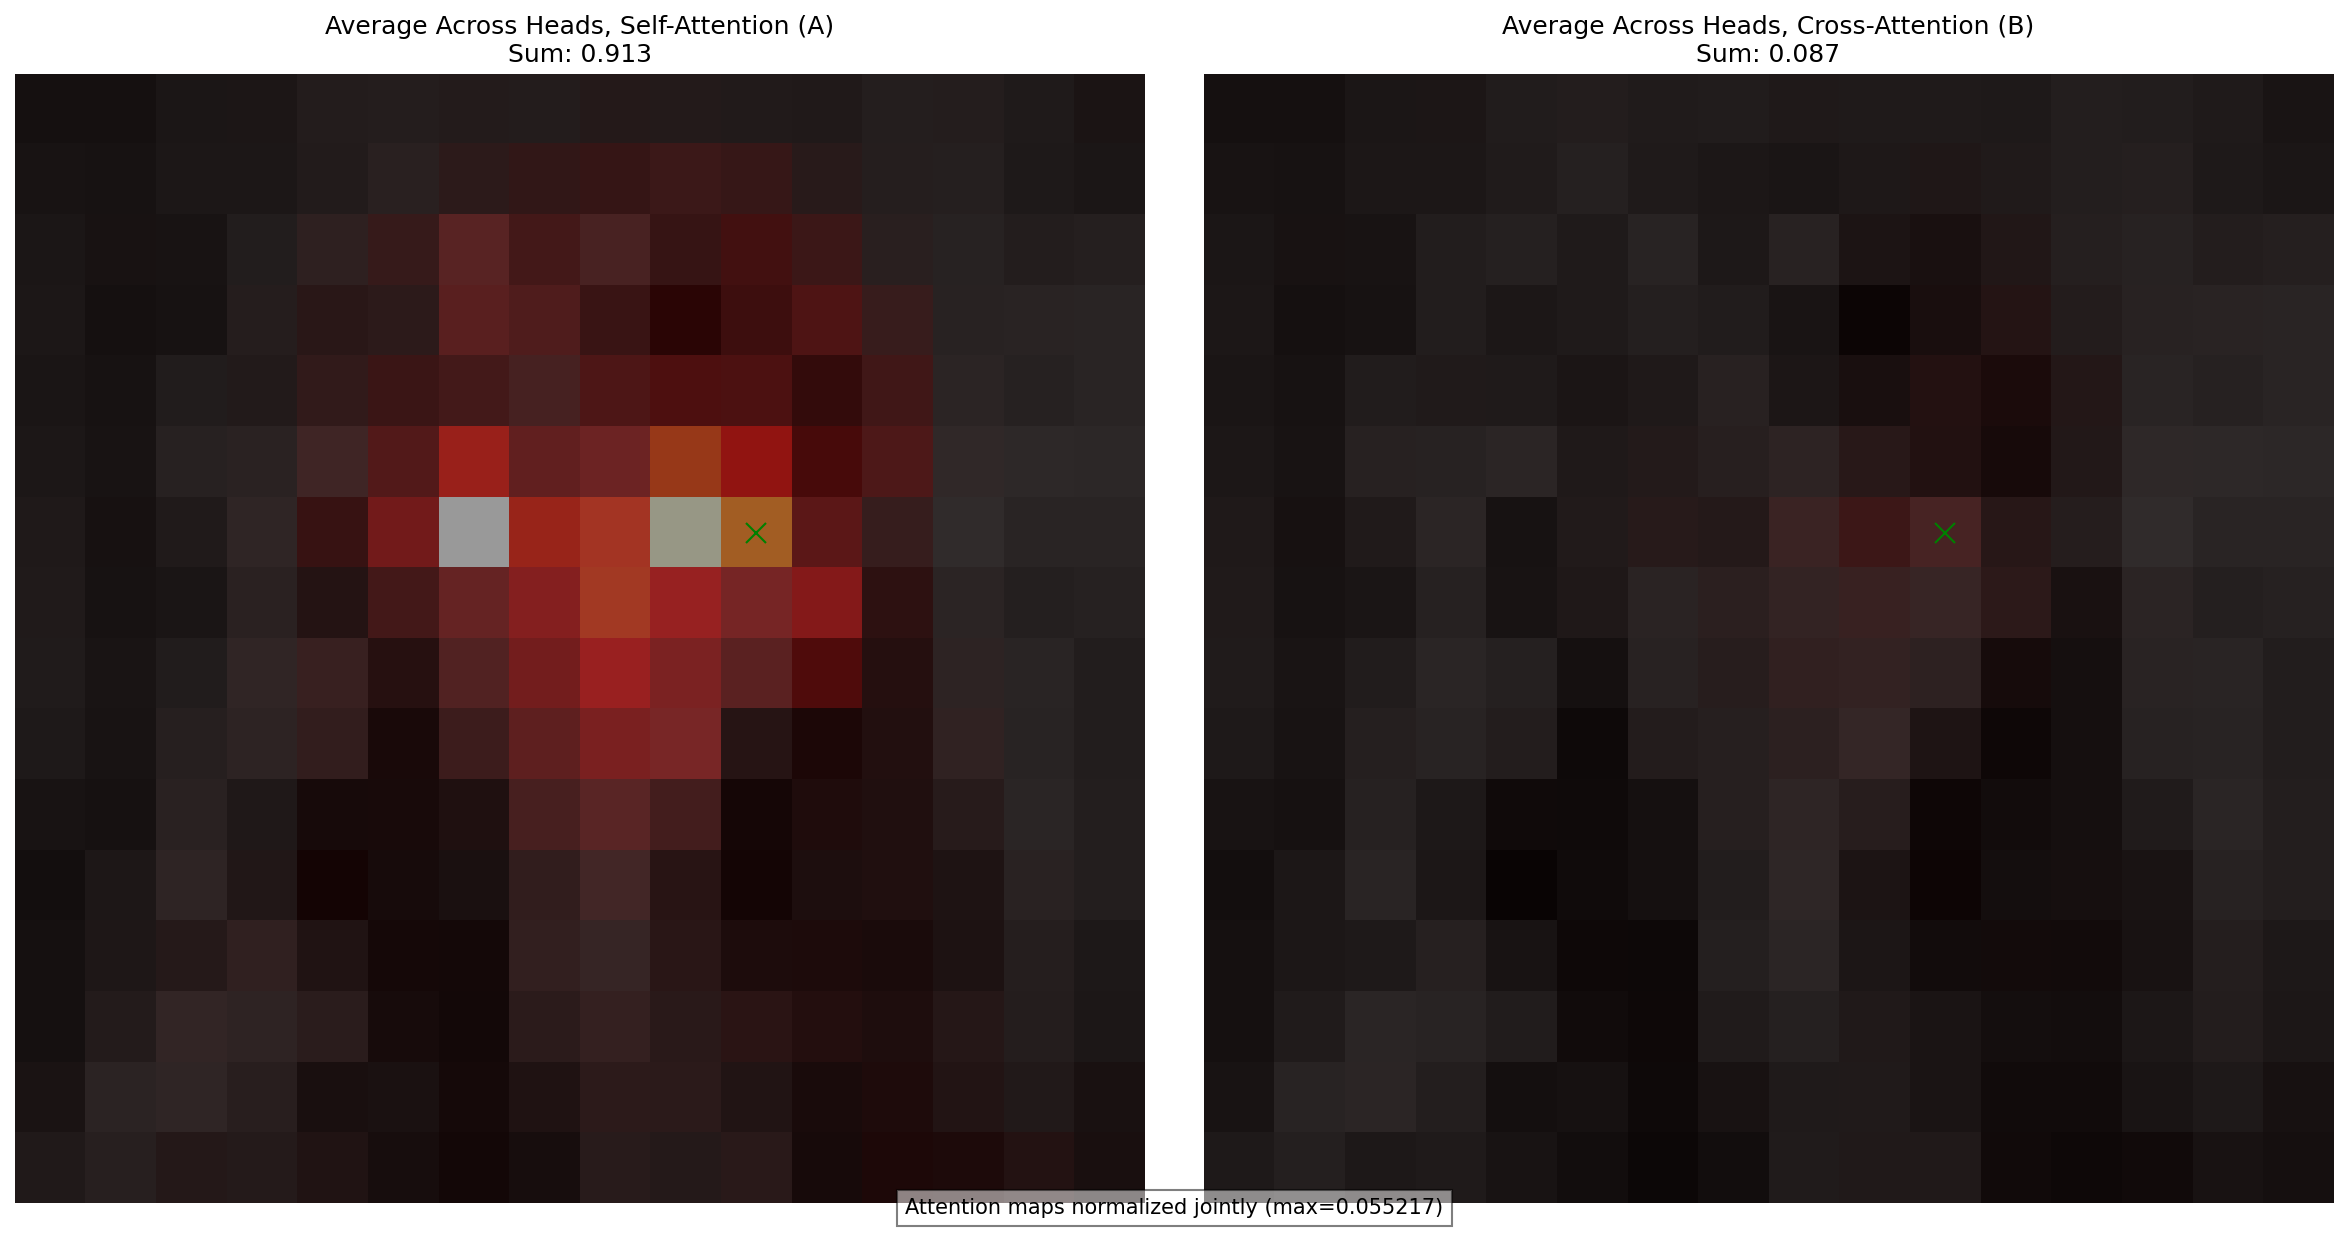 Average Across Heads, Self-Attention (A)
Sum: 0.913
Average Across Heads, Cross-Attention (B)
Sum: 0.087
Attention maps normalized jointly (max=0.055217)